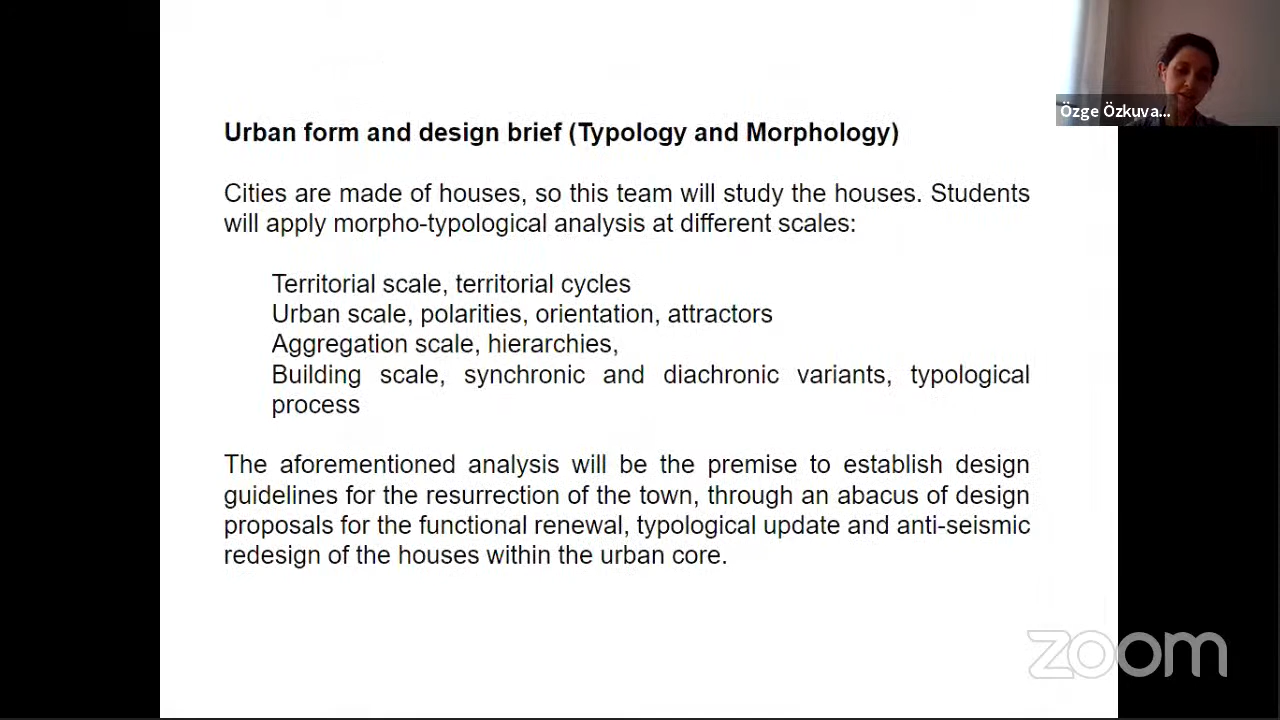 Urban form and design brief (Typology and Morphology)
Cities are made of houses, so this team will study the houses. Students
will apply morpho-typological analysis at different scales:
Territorial scale, territorial cycles
Urban scale, polarities, orientation, attractors
Aggregation scale, hierarchies,
Building scale, synchronic and diachronic variants, typological
process
The aforementioned analysis will be the premise to establish design
guidelines for the resurrection of the town, through an abacus of design
proposals for the functional renewal, typological update and anti-seismic
redesign of the houses within the urban core.
Özge Özkuva...
zoom